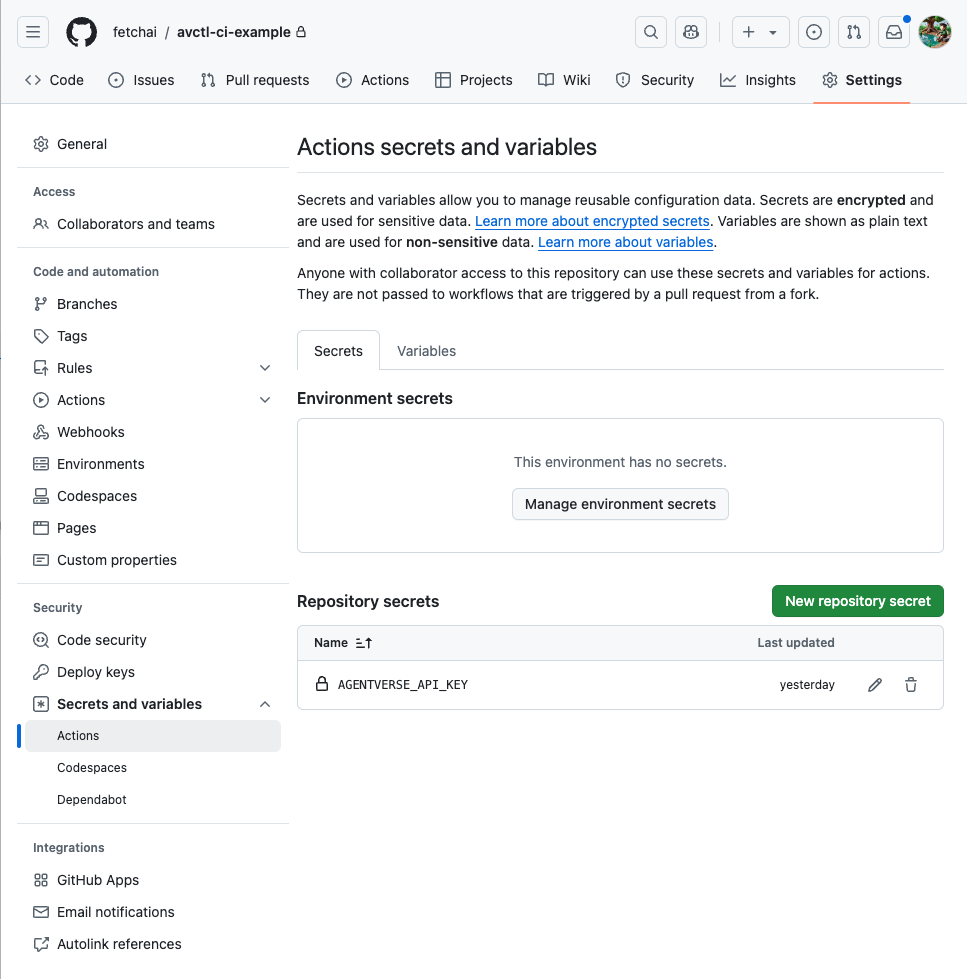 fetchai / avctl-ci-example
Code Issues Pull requests Actions Projects Wiki Security Insights Settings
General
Access
Collaborators and teams
Code and automation
Branches
Tags
Rules
Actions
Webhooks
Environments
Codespaces
Pages
Custom properties
Security
Code security
Deploy keys
Secrets and variables
Actions
Codespaces
Dependabot
Integrations
GitHub Apps
Email notifications
Autolink references
Actions secrets and variables
Secrets and variables allow you to manage reusable configuration data. Secrets are encrypted and
are used for sensitive data. Learn more about encrypted secrets. Variables are shown as plain text
and are used for non-sensitive data. Learn more about variables.
Anyone with collaborator access to this repository can use these secrets and variables for actions.
They are not passed to workflows that are triggered by a pull request from a fork.
Secrets Variables
Environment secrets
This environment has no secrets.
Manage environment secrets
Repository secrets New repository secret
Name Last updated
AGENTVERSE_API_KEY yesterday